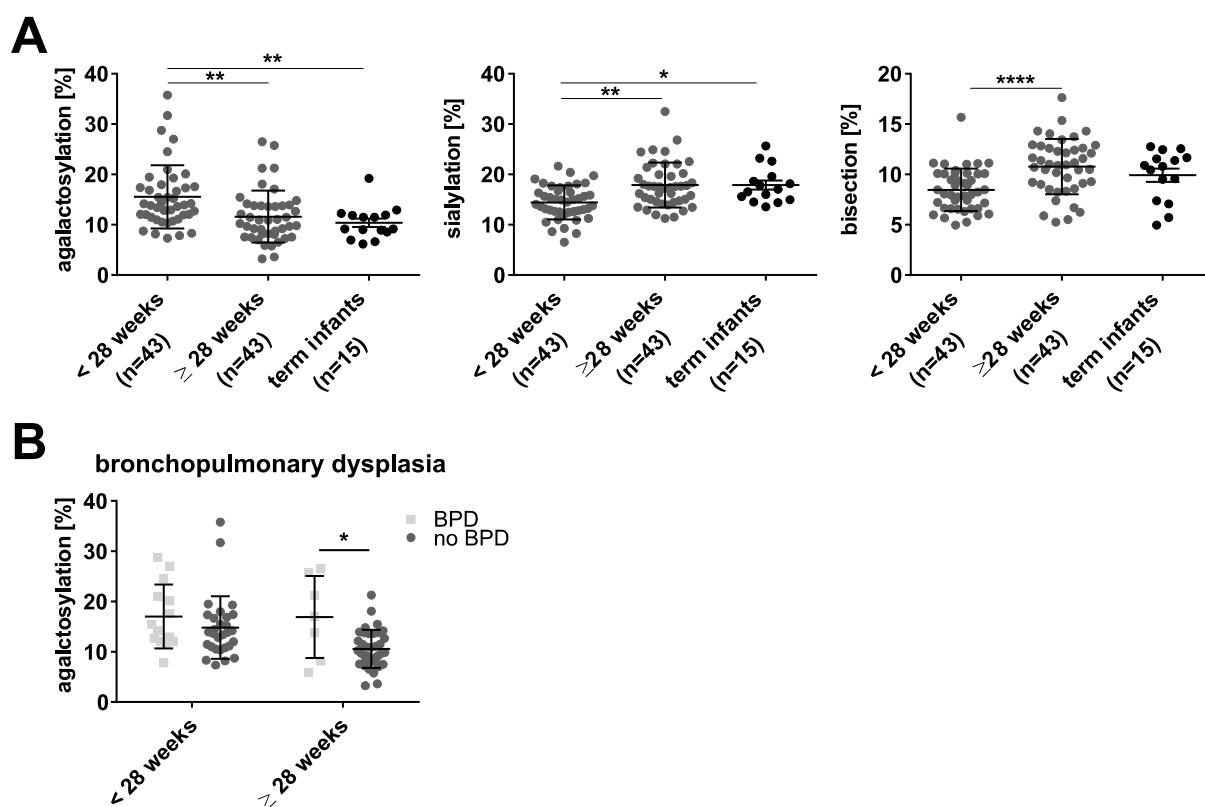 A
agalactosylation [%]
40
30
20
10
0
**
**
< 28 weeks
(n=43)
≥ 28 weeks
(n=43)
term infants
(n=15)
sialylation [%]
40
30
20
10
0
*
**
< 28 weeks
(n=43)
≥28 weeks
(n=43)
term infants
(n=15)
bisection [%]
20
15
10
5
0
****
< 28 weeks
(n=43)
≥28 weeks
(n=43)
term infants
(n=15)
B
bronchopulmonary dysplasia
agalctosylation [%]
40
30
20
10
0
*
BPD
no BPD
< 28 weeks
≥ 28 weeks